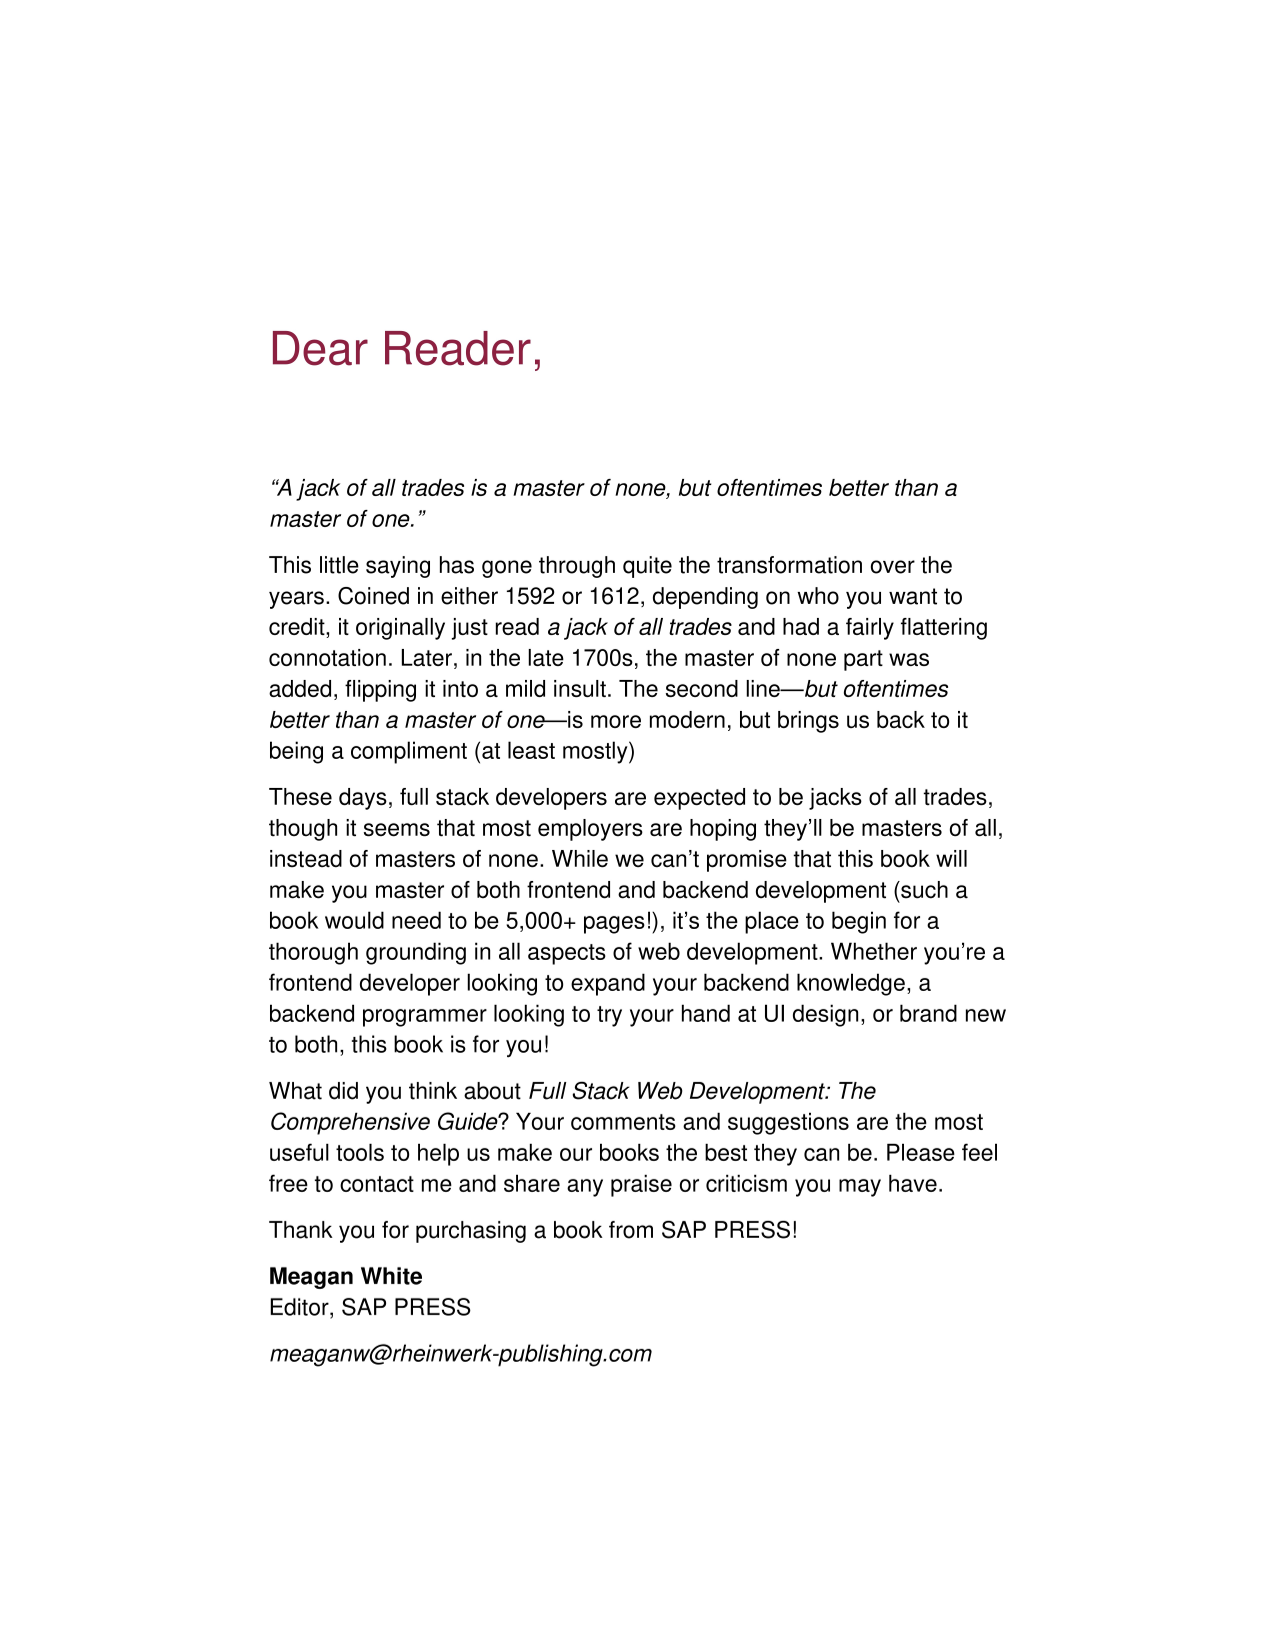 Dear Reader,
“A jack of all trades is a master of none, but oftentimes better than a
master of one.”
This little saying has gone through quite the transformation over the
years. Coined in either 1592 or 1612, depending on who you want to
credit, it originally just read a jack of all trades and had a fairly flattering
connotation. Later, in the late 1700s, the master of none part was
added, flipping it into a mild insult. The second line—but oftentimes
better than a master of one—is more modern, but brings us back to it
being a compliment (at least mostly)
These days, full stack developers are expected to be jacks of all trades,
though it seems that most employers are hoping they’ll be masters of all,
instead of masters of none. While we can’t promise that this book will
make you master of both frontend and backend development (such a
book would need to be 5,000+ pages!), it’s the place to begin for a
thorough grounding in all aspects of web development. Whether you’re a
frontend developer looking to expand your backend knowledge, a
backend programmer looking to try your hand at UI design, or brand new
to both, this book is for you!
What did you think about Full Stack Web Development: The
Comprehensive Guide? Your comments and suggestions are the most
useful tools to help us make our books the best they can be. Please feel
free to contact me and share any praise or criticism you may have.
Thank you for purchasing a book from SAP PRESS!
Meagan White
Editor, SAP PRESS
meaganw@rheinwerk-publishing.com